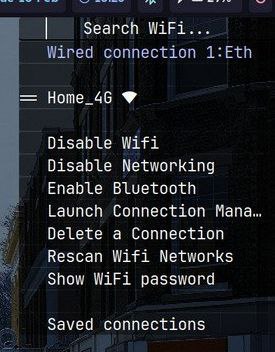 Search WiFi...
Wired connection 1:Eth
Home_4G
Disable Wifi
Disable Networking
Enable Bluetooth
Launch Connection Mana…
Delete a Connection
Rescan Wifi Networks
Show WiFi password
Saved connections